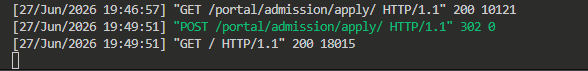 [27/Jun/2026 19:46:57] "GET /portal/admission/apply/ HTTP/1.1" 200 10121
[27/Jun/2026 19:49:51] "POST /portal/admission/apply/ HTTP/1.1" 302 0
[27/Jun/2026 19:49:51] "GET / HTTP/1.1" 200 18015